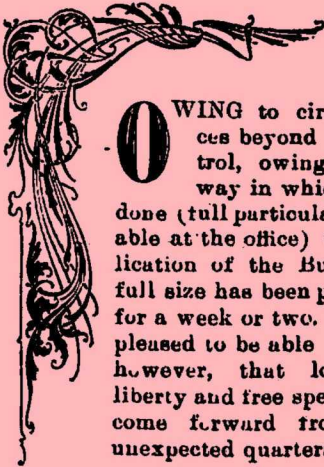 OWING to cir
ces beyond
trol, owing
way in whic
done (full particula
able at the office)
lication of the Bu
full size has been p
for a week or two.
pleased to be able
however, that lo
liberty and free spe
come forward fro
unexpected quarter